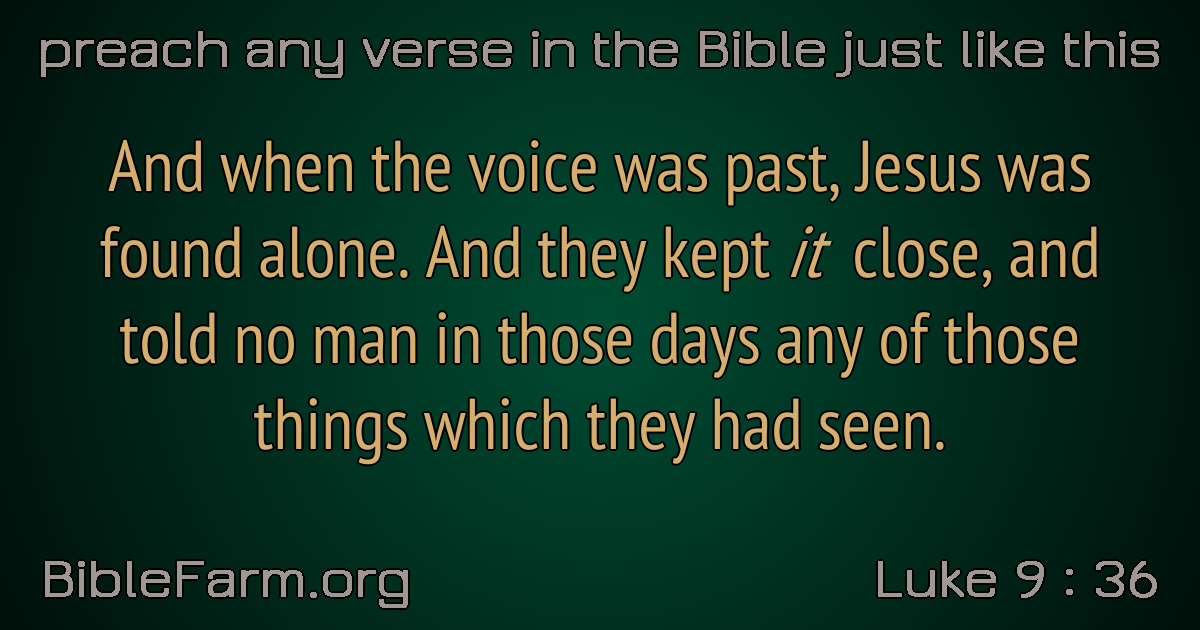 preach any verse in the Bible just like this
And when the voice was past, Jesus was
found alone. And they kept it close, and
told no man in those days any of those
things which they had seen.
BibleFarm.org
Luke 9 : 36